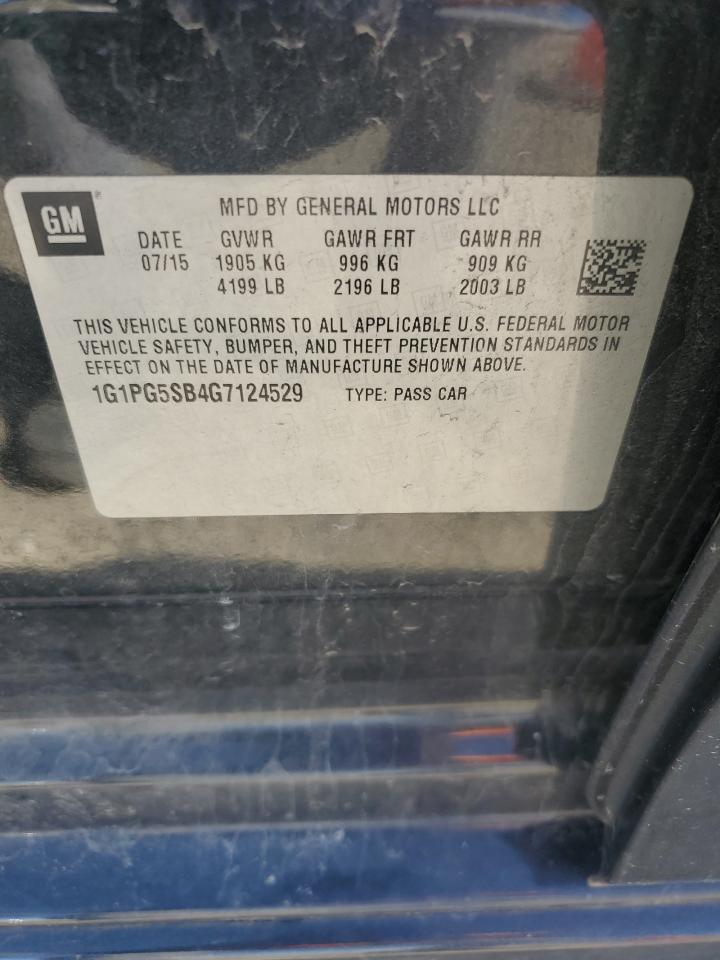 GM®
MFD BY GENERAL MOTORS LLC
DATE GVWR GAWR FRT GAWR RR
07/15 1905 KG 996 KG 909 KG
4199 LB 2196 LB 2003 LB
THIS VEHICLE CONFORMS TO ALL APPLICABLE U.S. FEDERAL MOTOR
VEHICLE SAFETY, BUMPER, AND THEFT PREVENTION STANDARDS IN
EFFECT ON THE DATE OF MANUFACTURE SHOWN ABOVE.
1G1PG5SB4G7124529 TYPE: PASS CAR